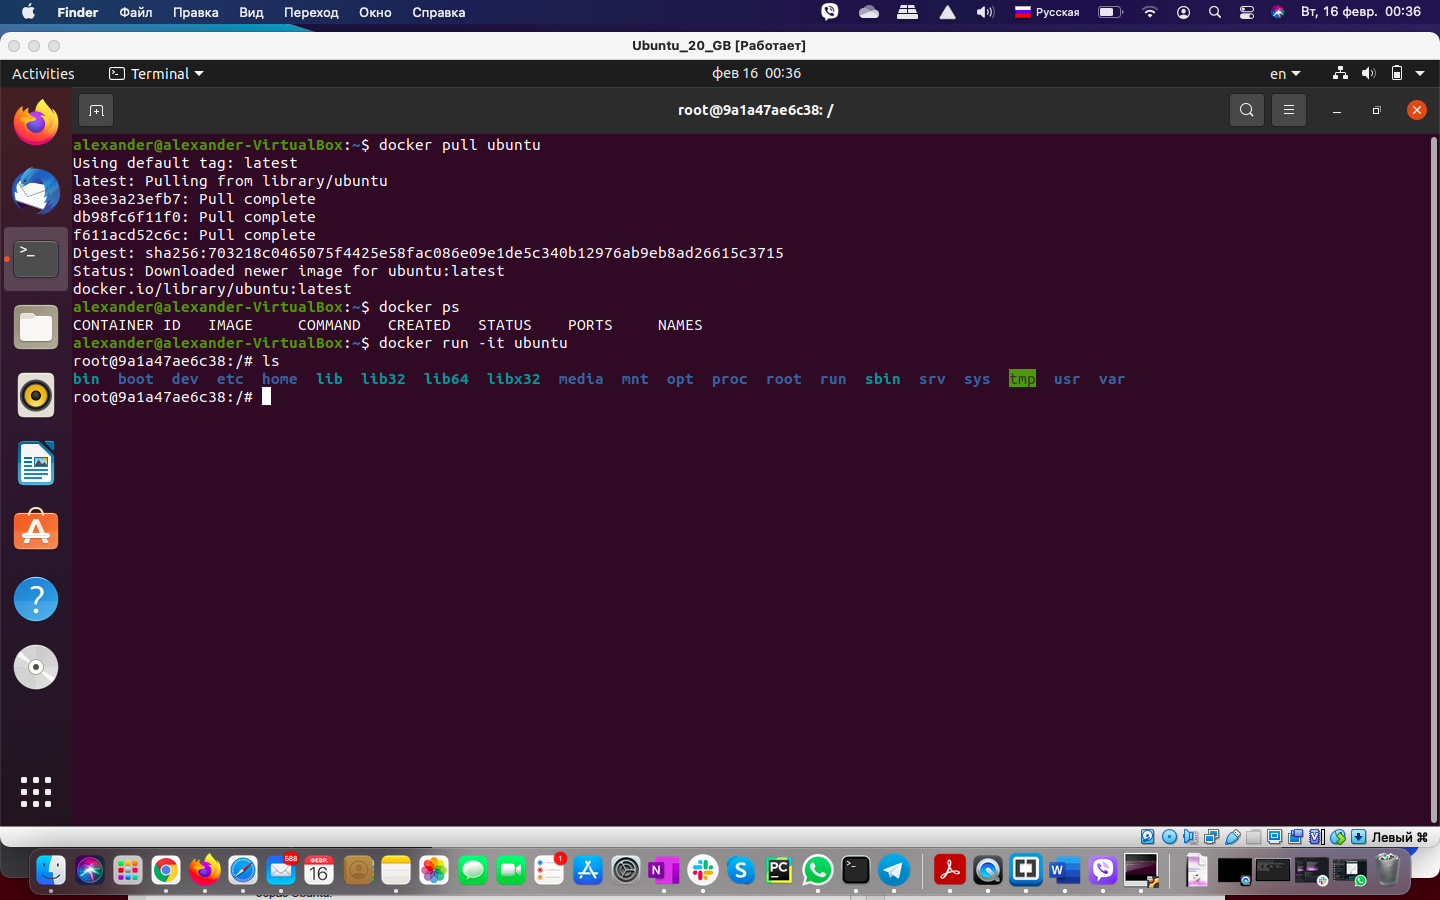 Finder Файл Правка Вид Переход Окно Справка Русская Вт, 16 февр. 00:36
Ubuntu_20_GB [Работает]
Activities Terminal фев 16 00:36 en
root@9a1a47ae6c38: /
alexander@alexander-VirtualBox:~$ docker pull ubuntu
Using default tag: latest
latest: Pulling from library/ubuntu
83ee3a23efb7: Pull complete
db98fc6f11f0: Pull complete
f611acd52c6c: Pull complete
Digest: sha256:703218c0465075f4425e58fac086e09e1de5c340b12976ab9eb8ad26615c3715
Status: Downloaded newer image for ubuntu:latest
docker.io/library/ubuntu:latest
alexander@alexander-VirtualBox:~$ docker ps
CONTAINER ID IMAGE COMMAND CREATED STATUS PORTS NAMES
alexander@alexander-VirtualBox:~$ docker run -it ubuntu
root@9a1a47ae6c38:/# ls
bin boot dev etc home lib lib32 lib64 libx32 media mnt opt proc root run sbin srv sys tmp usr var
root@9a1a47ae6c38:/#
Левый ⌘
588 ФЕВР. 16 1 PC